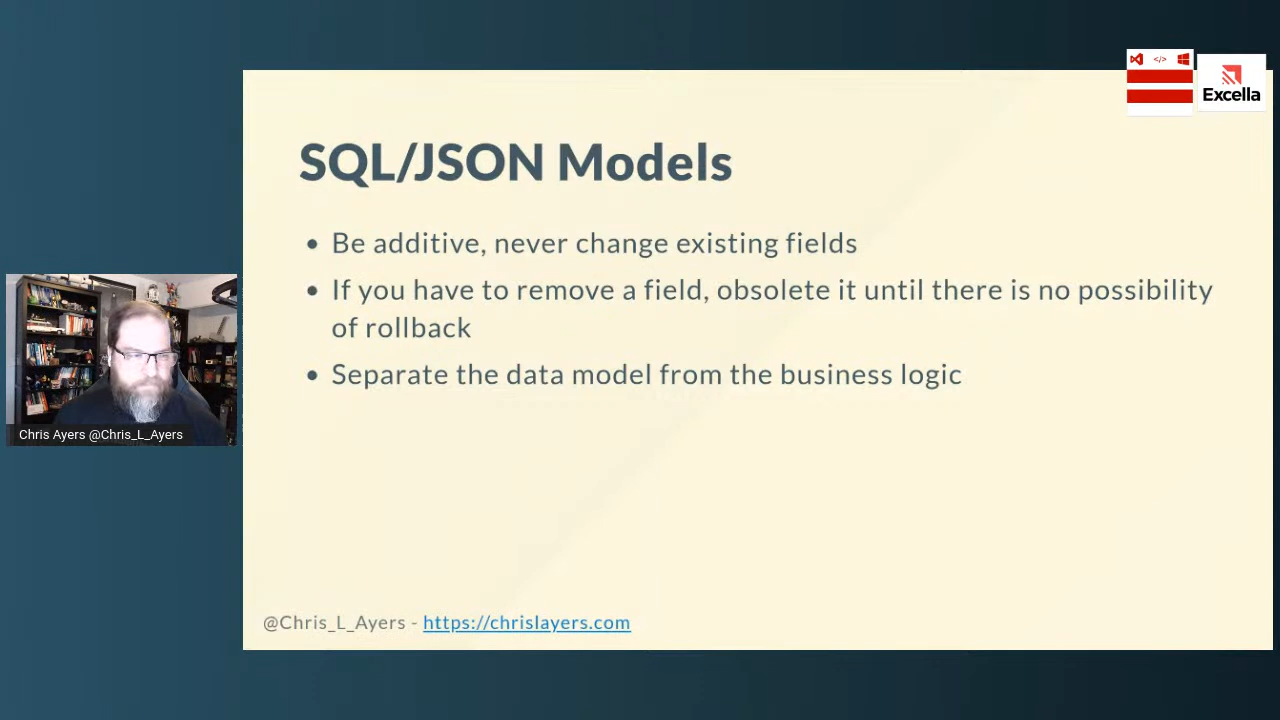 </>
Excella
SQL/JSON Models
• Be additive, never change existing fields
• If you have to remove a field, obsolete it until there is no possibility
of rollback
• Separate the data model from the business logic
Chris Ayers @Chris_L_Ayers
@Chris_L_Ayers - https://chrislayers.com